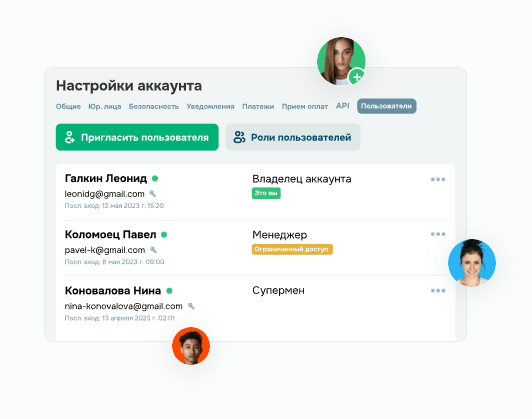 Настройки аккаунта
Общие Юр. лица Безопасность Уведомления Платежи Прием оплат API Пользователи
Пригласить пользователя Роли пользователей
Галкин Леонид Владелец аккаунта
leonidg@gmail.com Это вы
Посл. вход: 12 мая 2023 г. 15:20
Коломоец Павел Менеджер
pavel-k@gmail.com Ограниченный доступ
Посл. вход: 8 мая 2023 г. 09:00
Коновалова Нина Супермен
nina-konovalova@gmail.com
Посл. вход: 13 апреля 2023 г. 02:01